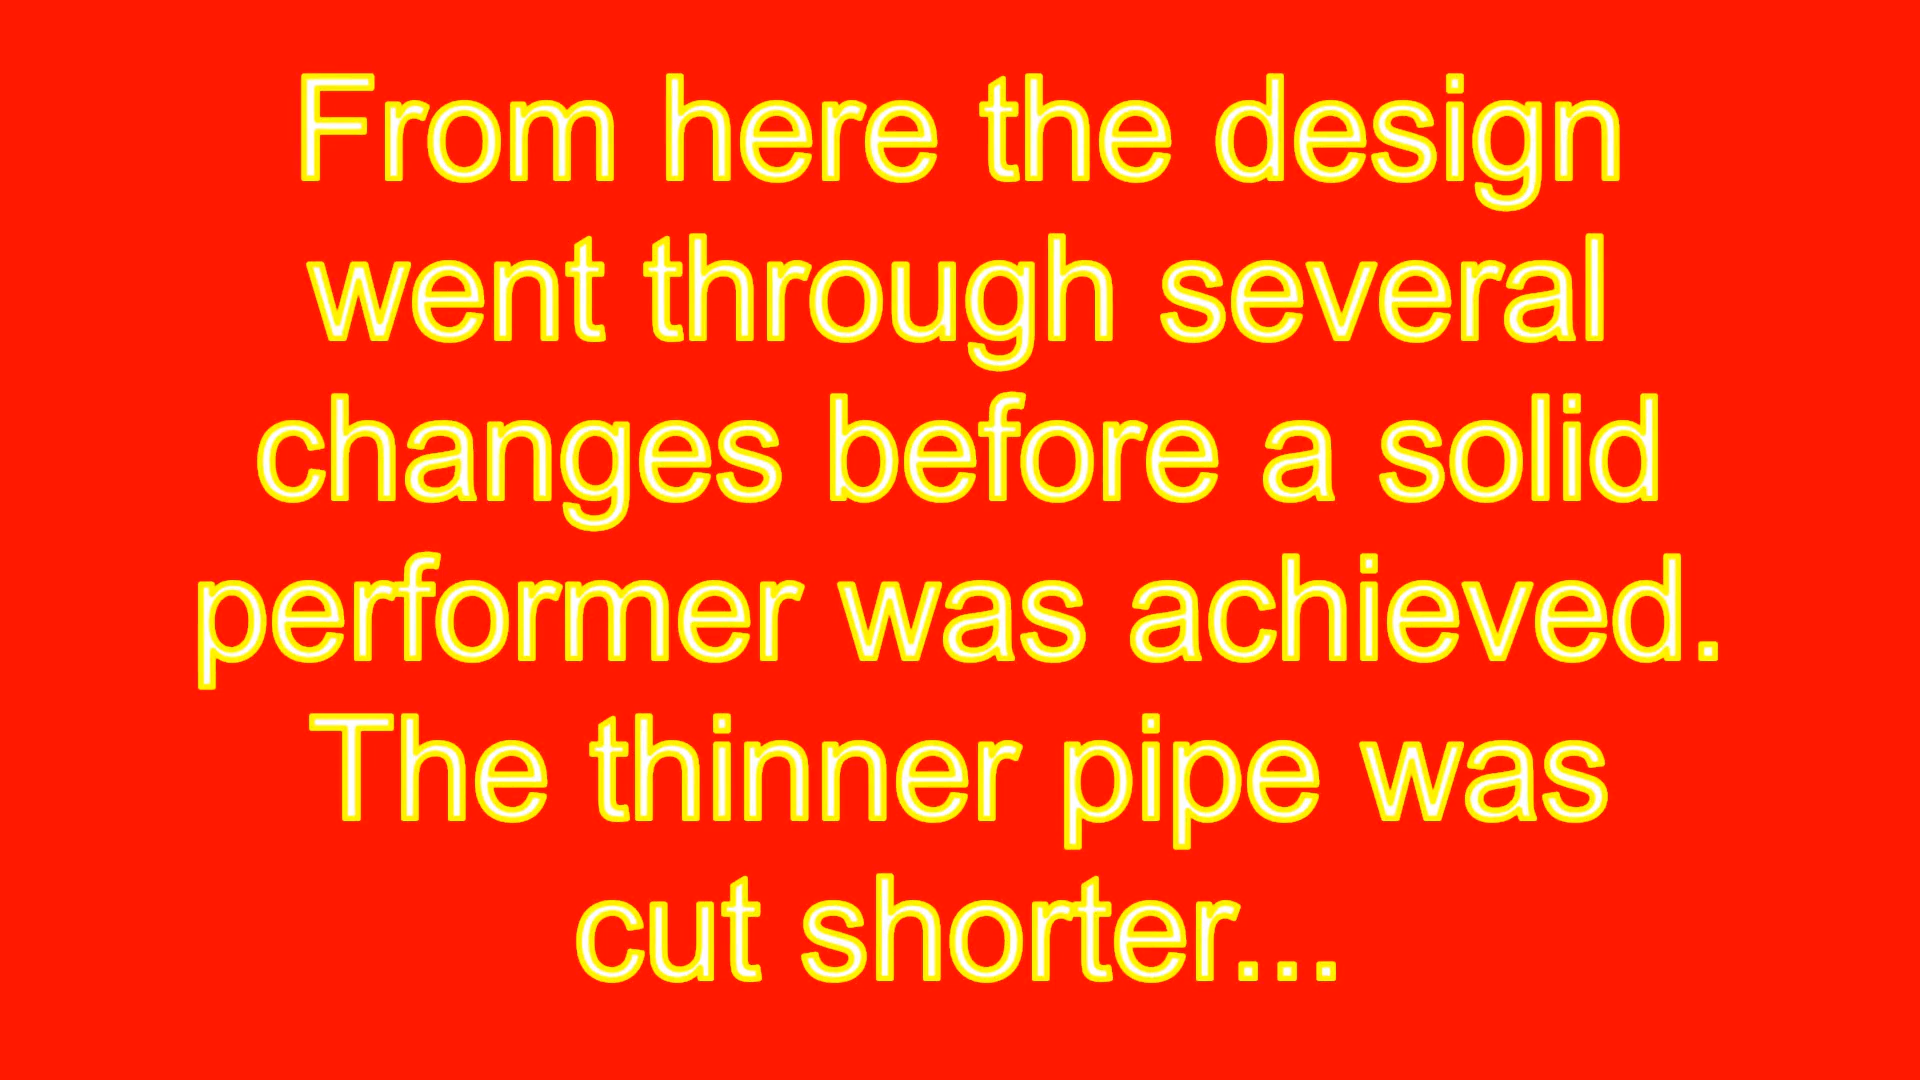 From here the design
went through several
changes before a solid
performer was achieved.
The thinner pipe was
cut shorter...